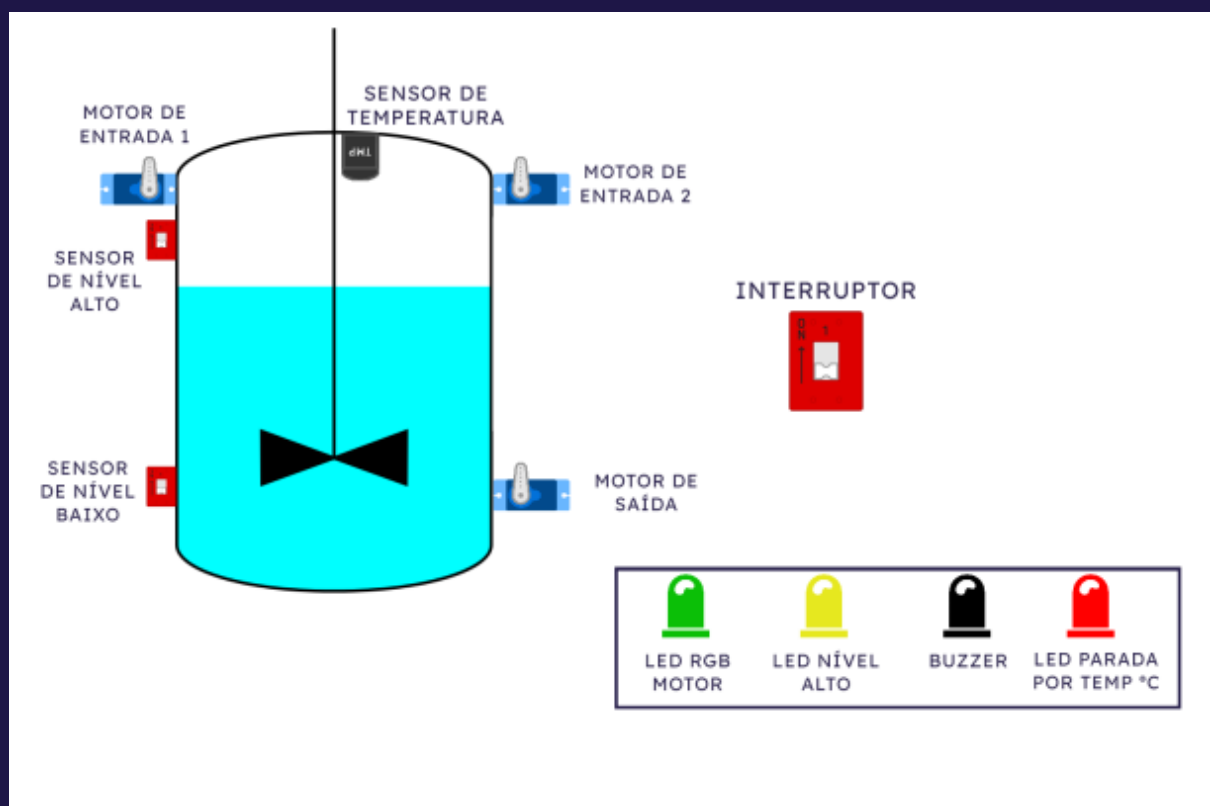 SENSOR DE
TEMPERATURA
MOTOR DE
ENTRADA 1
TMP
MOTOR DE
ENTRADA 2
SENSOR
DE NÍVEL
ALTO
INTERRUPTOR
ON
1
SENSOR
DE NÍVEL
BAIXO
MOTOR DE
SAÍDA
LED RGB
MOTOR
LED NÍVEL
ALTO
BUZZER
LED PARADA
POR TEMP °C